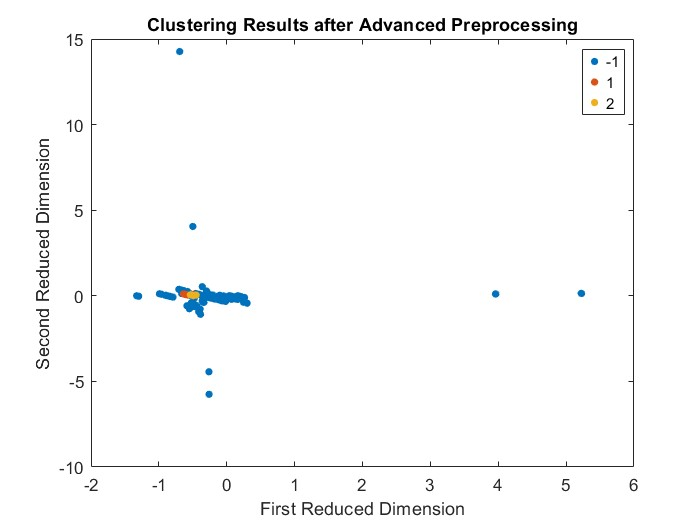 Clustering Results after Advanced Preprocessing
15
10
5
0
-5
-10
Second Reduced Dimension
-1
1
2
-2 -1 0 1 2 3 4 5 6
First Reduced Dimension